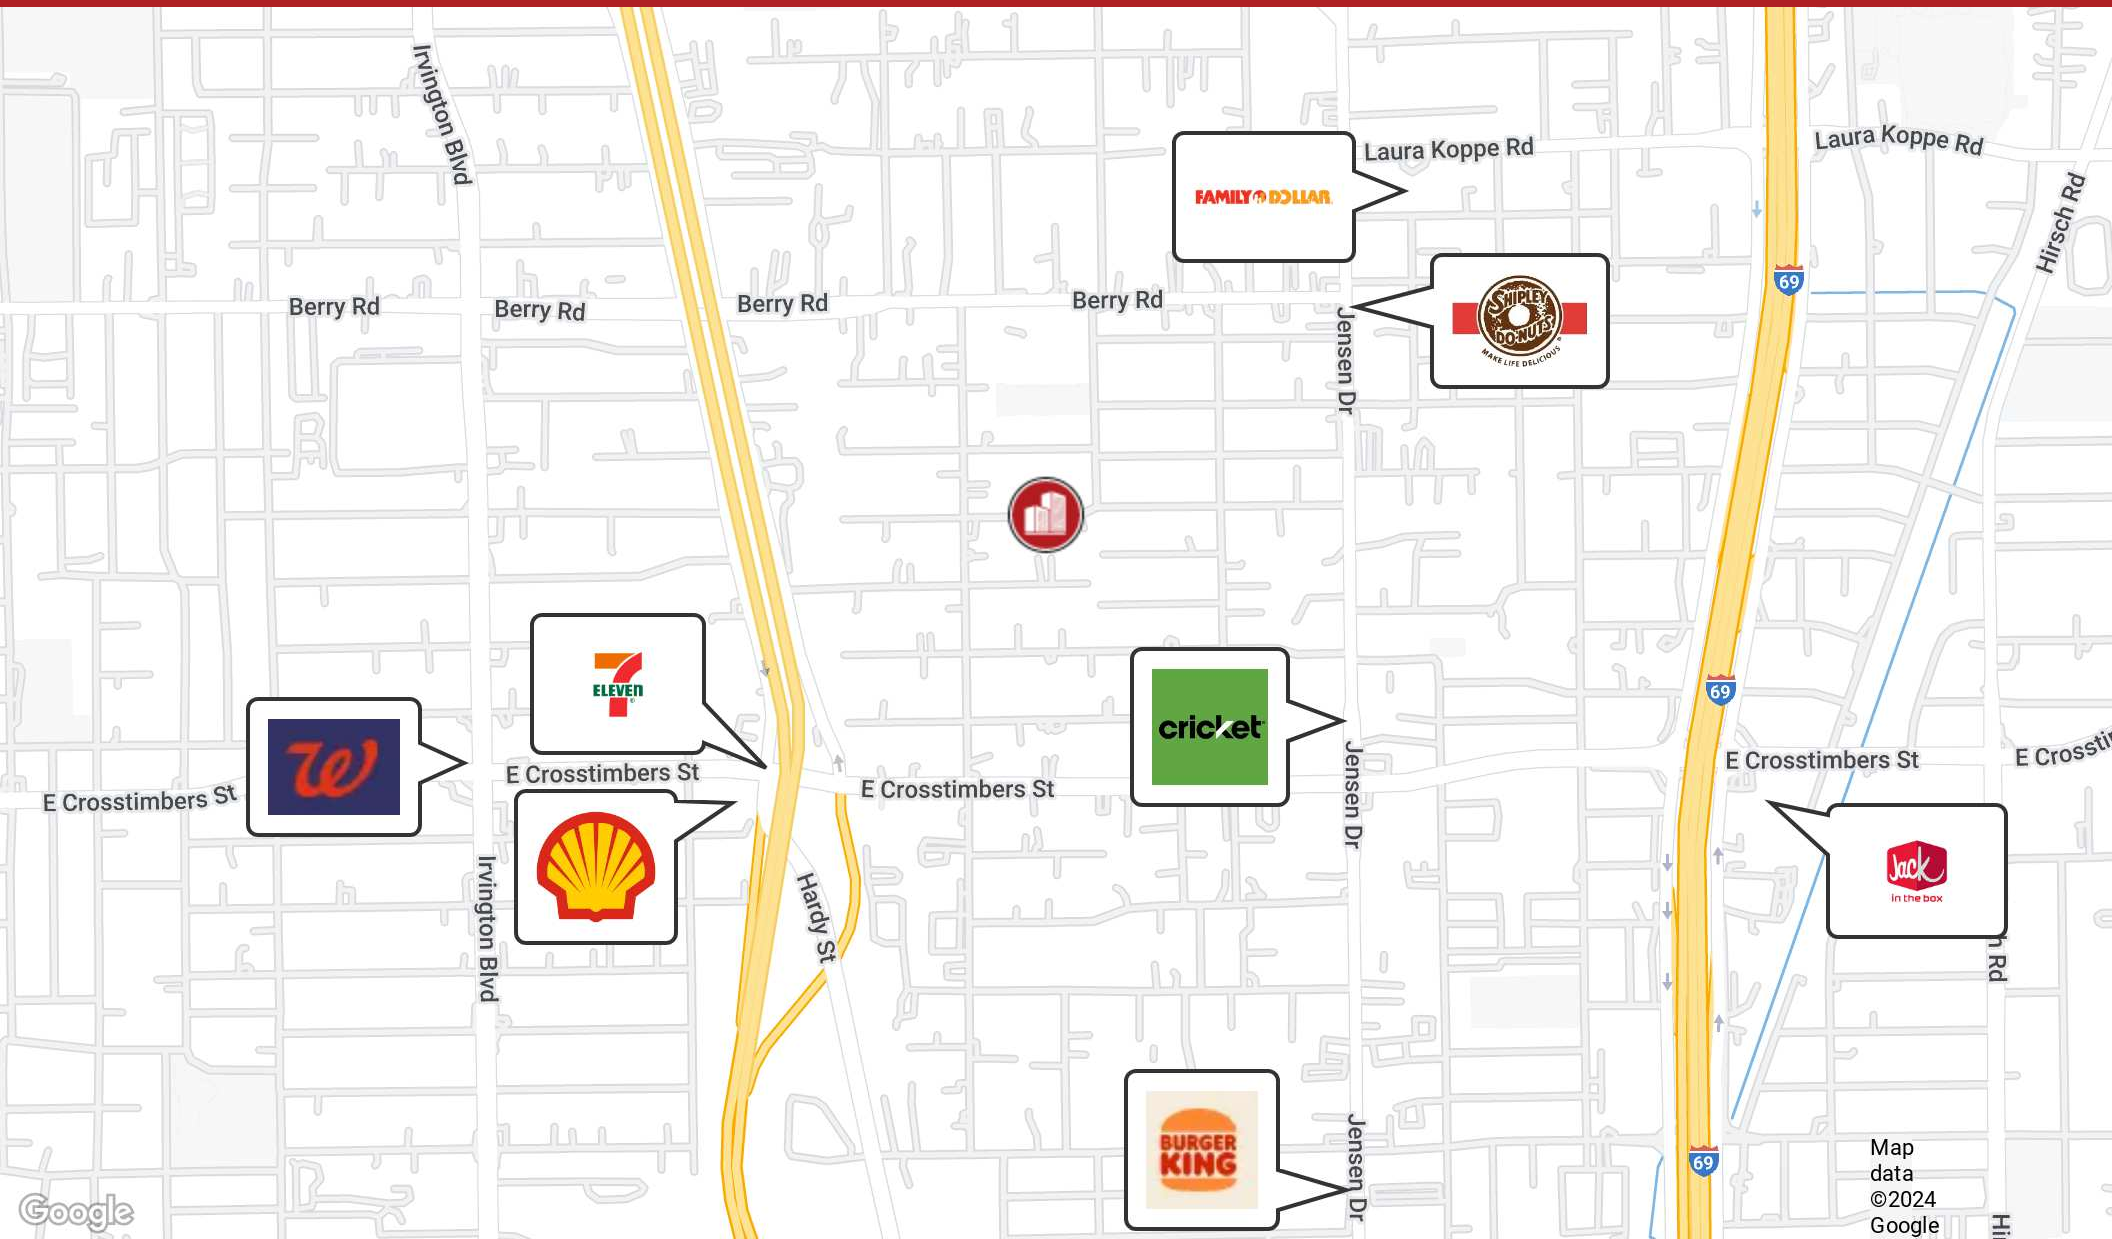 Irvington Blvd
Laura Koppe Rd
Laura Koppe Rd
FAMILY DOLLAR
Hirsch Rd
69
Berry Rd
Berry Rd
Berry Rd
Berry Rd
SHIPLEY
DO-NUTS
MAKE LIFE DELICIOUS
Jensen Dr
7
ELEVEn
69
cricket
E Crosstimbers St
E Crosstimbers St
E Crosstimbers St
E Crosstimbers St
E Crossti
Jensen Dr
Irvington Blvd
Hardy St
Jack
in the box
Rd
BURGER
KING
Jensen Dr
69
Map
data
©2024
Google
Google
Hi